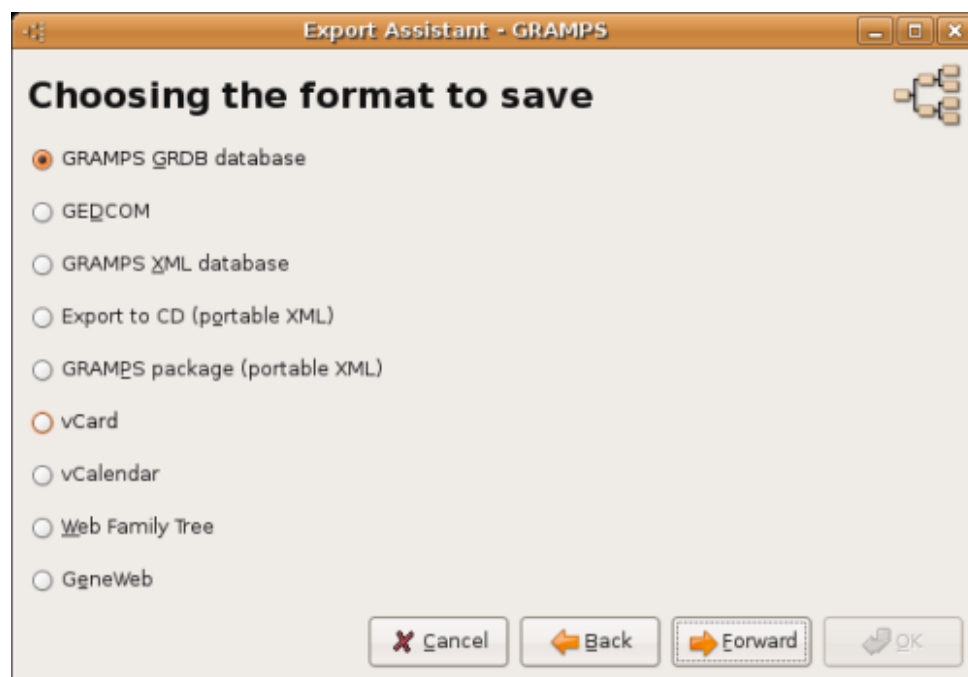 Export Assistant - GRAMPS
Choosing the format to save
GRAMPS GRDB database
GEDCOM
GRAMPS XML database
Export to CD (portable XML)
GRAMPS package (portable XML)
vCard
vCalendar
Web Family Tree
GeneWeb
Cancel Back Forward OK